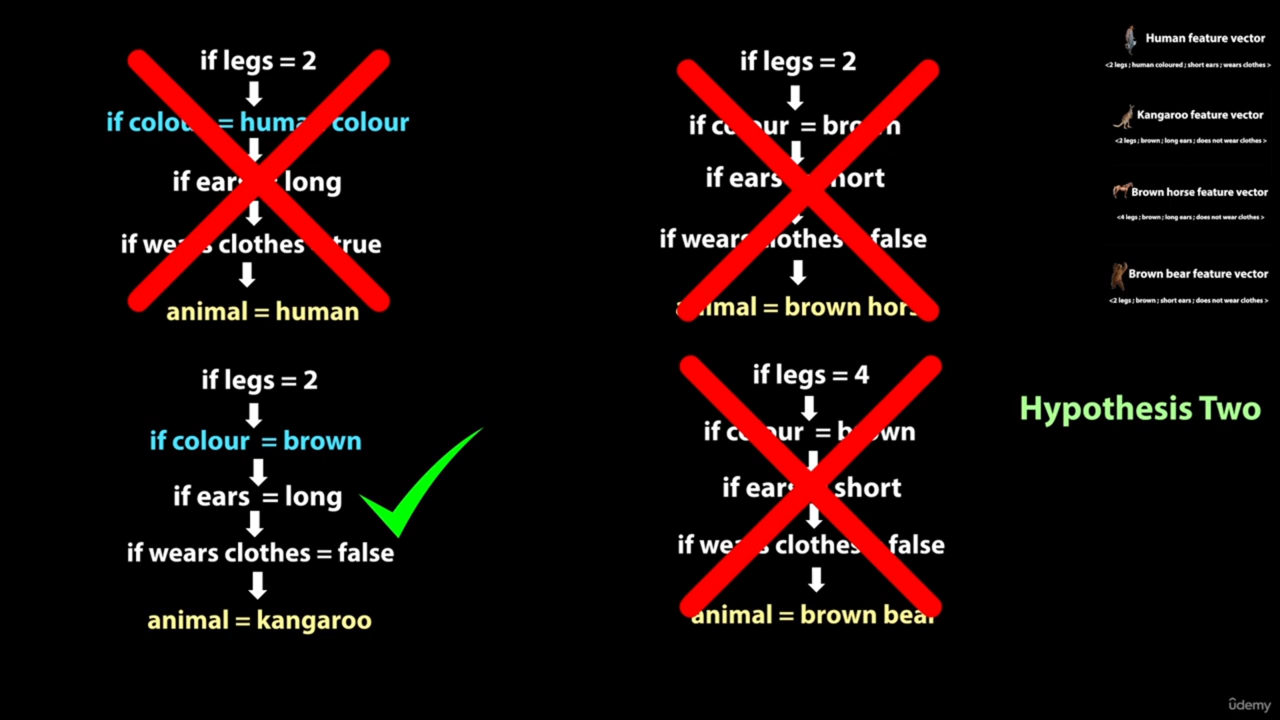 if legs = 2
if colour = human colour
if ears = long
if wears clothes = true
animal = human
if legs = 2
if colour = brown
if ears = short
if wears clothes = false
animal = brown horse
Human feature vector
<2 legs ; human coloured ; short ears ; wears clothes >
Kangaroo feature vector
<2 legs ; brown ; long ears ; does not wear clothes >
Brown horse feature vector
<4 legs ; brown ; long ears ; does not wear clothes >
Brown bear feature vector
<2 legs ; brown ; short ears ; does not wear clothes >
if legs = 2
if colour = brown
if ears = long
if wears clothes = false
animal = kangaroo
if legs = 4
if colour = brown
if ears = short
if wears clothes = false
animal = brown bear
Hypothesis Two
ûdemy